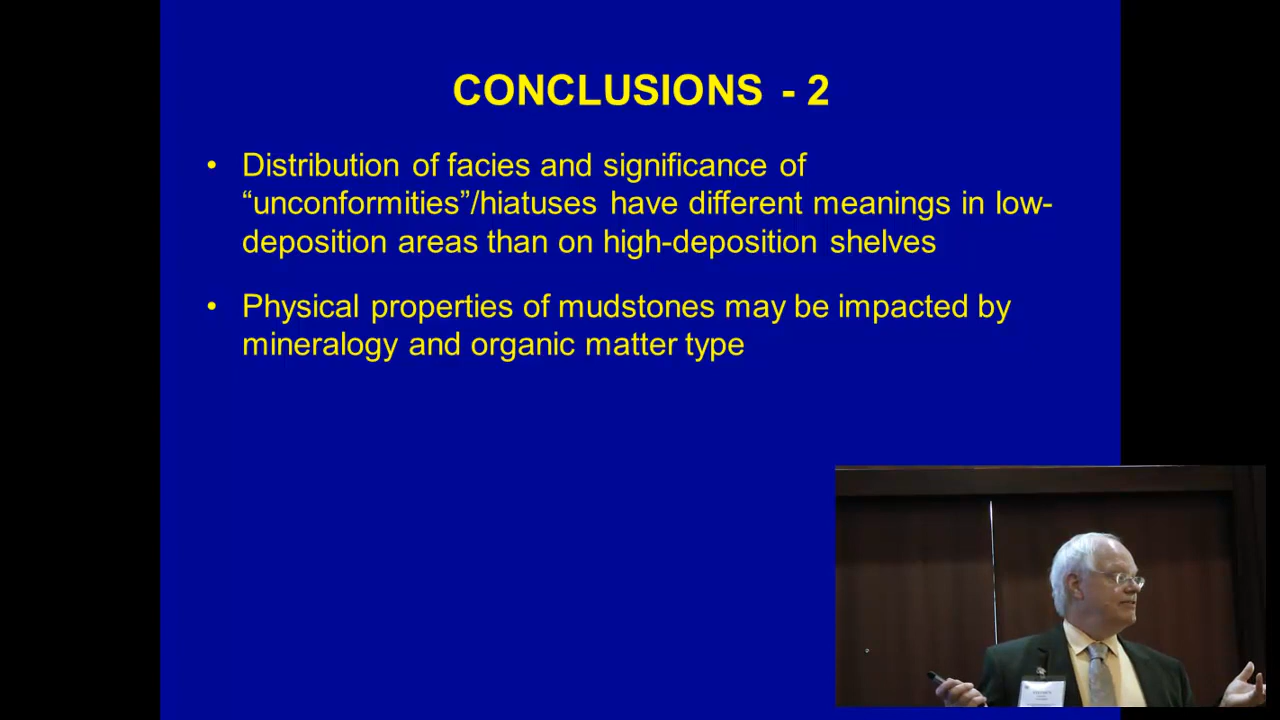 CONCLUSIONS - 2
• Distribution of facies and significance of
“unconformities”/hiatuses have different meanings in low-
deposition areas than on high-deposition shelves
• Physical properties of mudstones may be impacted by
mineralogy and organic matter type